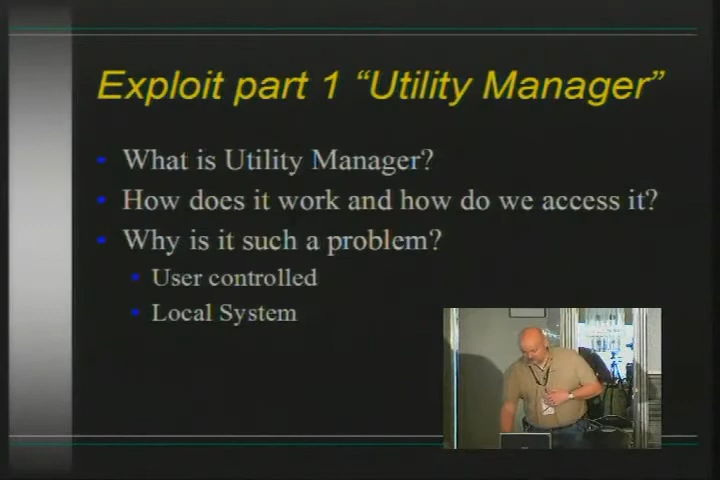 Exploit part 1 “Utility Manager”
What is Utility Manager?
How does it work and how do we access it?
Why is it such a problem?
User controlled
Local System